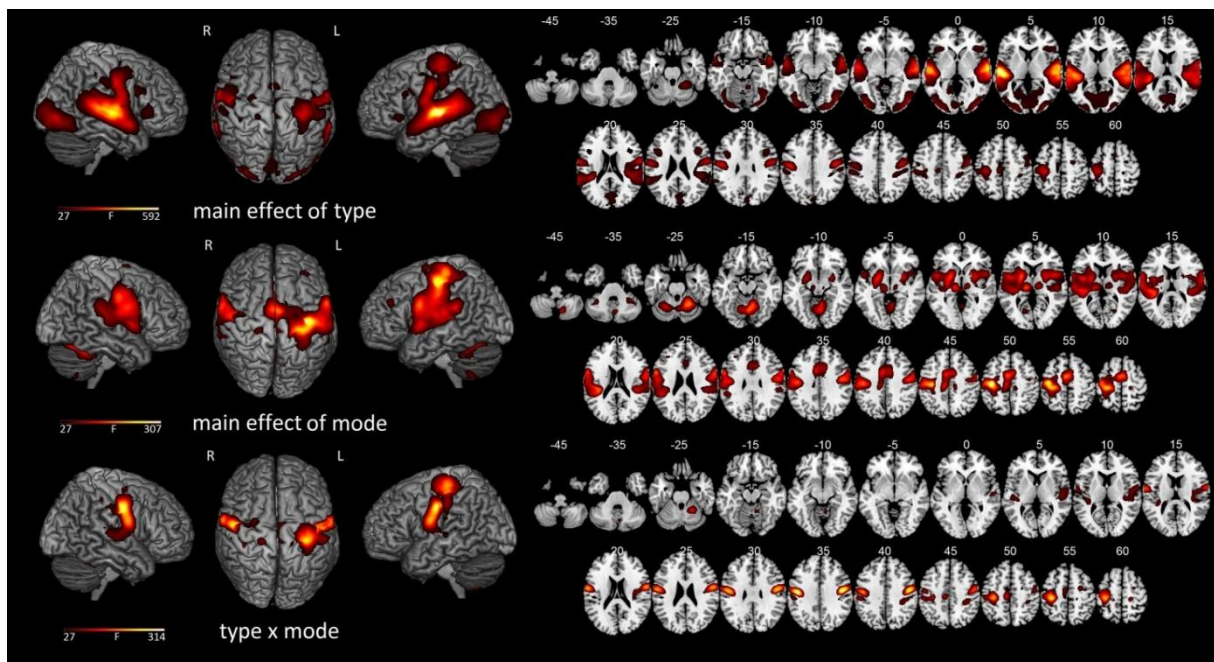 R L
-45 -35 -25 -15 -10 -5 0 5 10 15
20 25 30 35 40 45 50 55 60
27 F 592
main effect of type
R L
-45 -35 -25 -15 -10 -5 0 5 10 15
20 25 30 35 40 45 50 55 60
27 F 307
main effect of mode
R L
-45 -35 -25 -15 -10 -5 0 5 10 15
20 25 30 35 40 45 50 55 60
27 F 314
type x mode